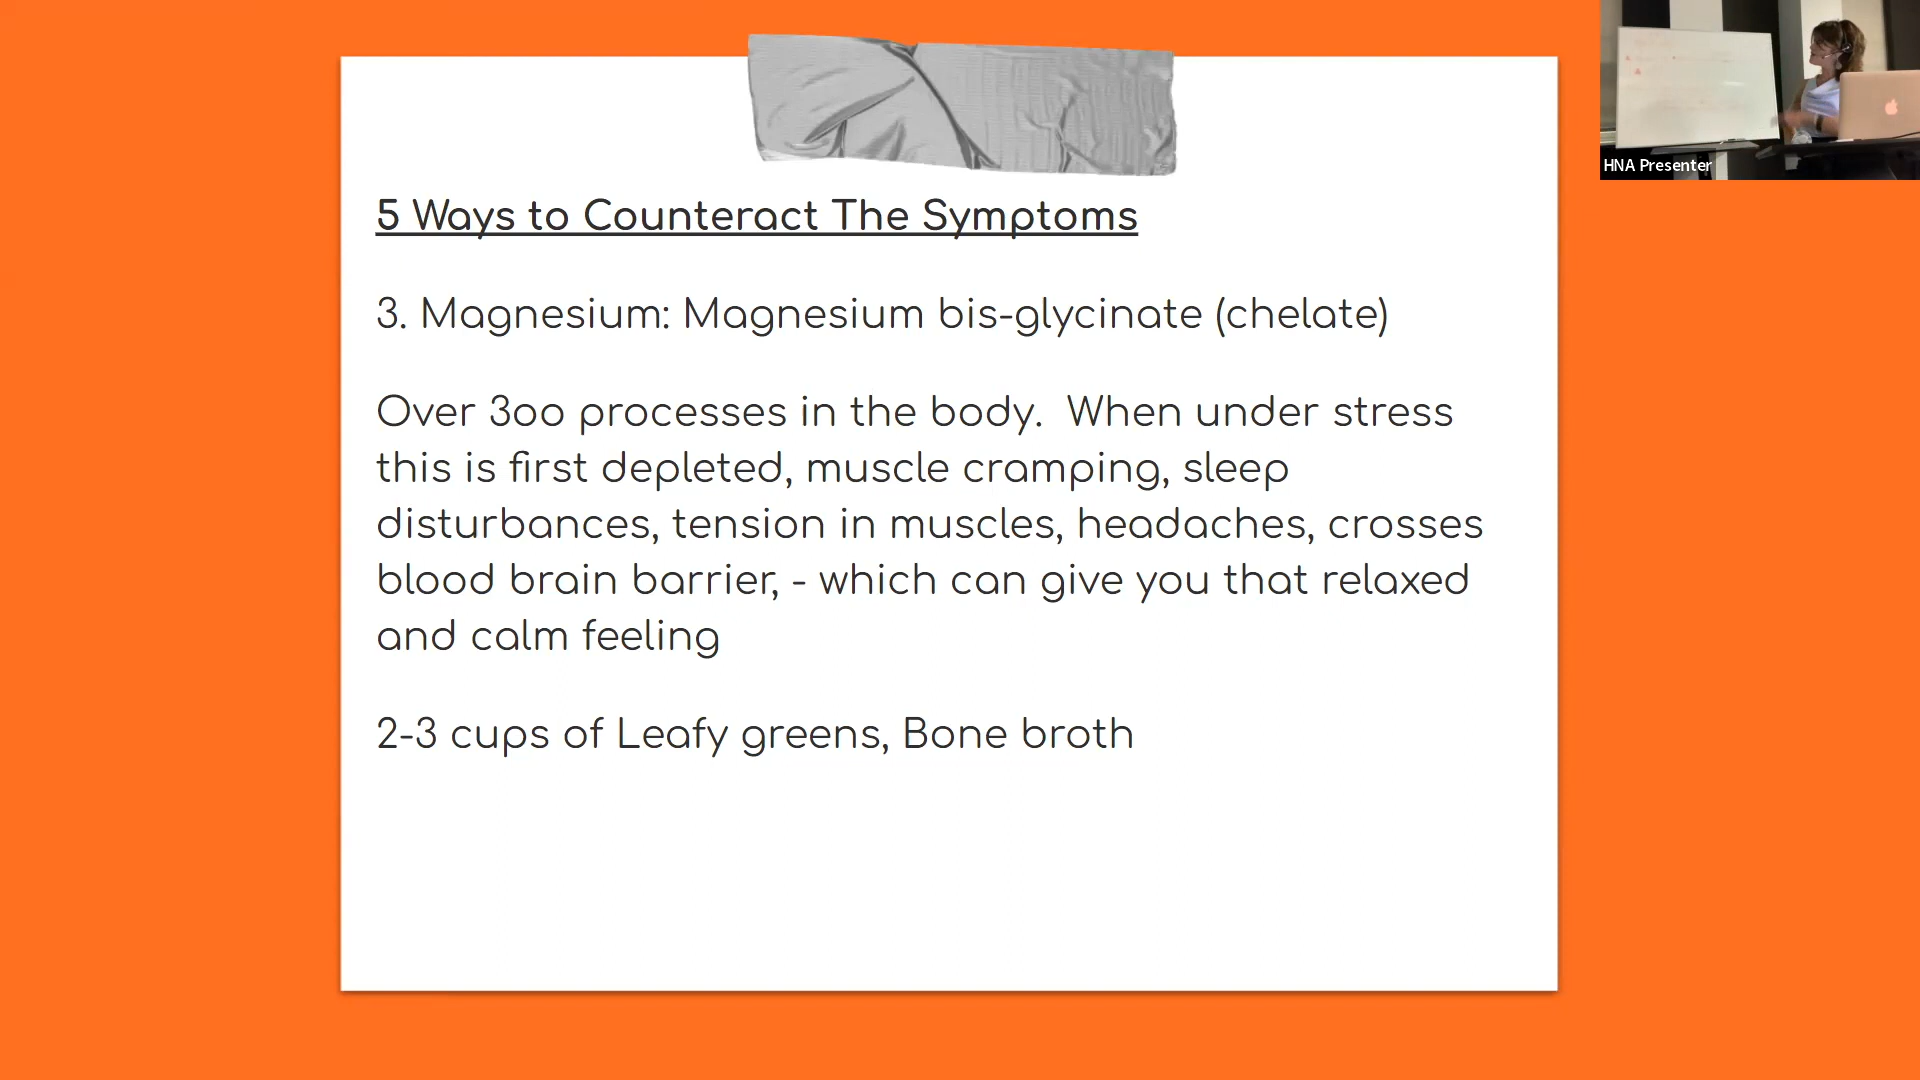 HNA Presenter
5 Ways to Counteract The Symptoms
3. Magnesium: Magnesium bis-glycinate (chelate)
Over 3oo processes in the body.  When under stress
this is first depleted, muscle cramping, sleep
disturbances, tension in muscles, headaches, crosses
blood brain barrier, - which can give you that relaxed
and calm feeling
2-3 cups of Leafy greens, Bone broth